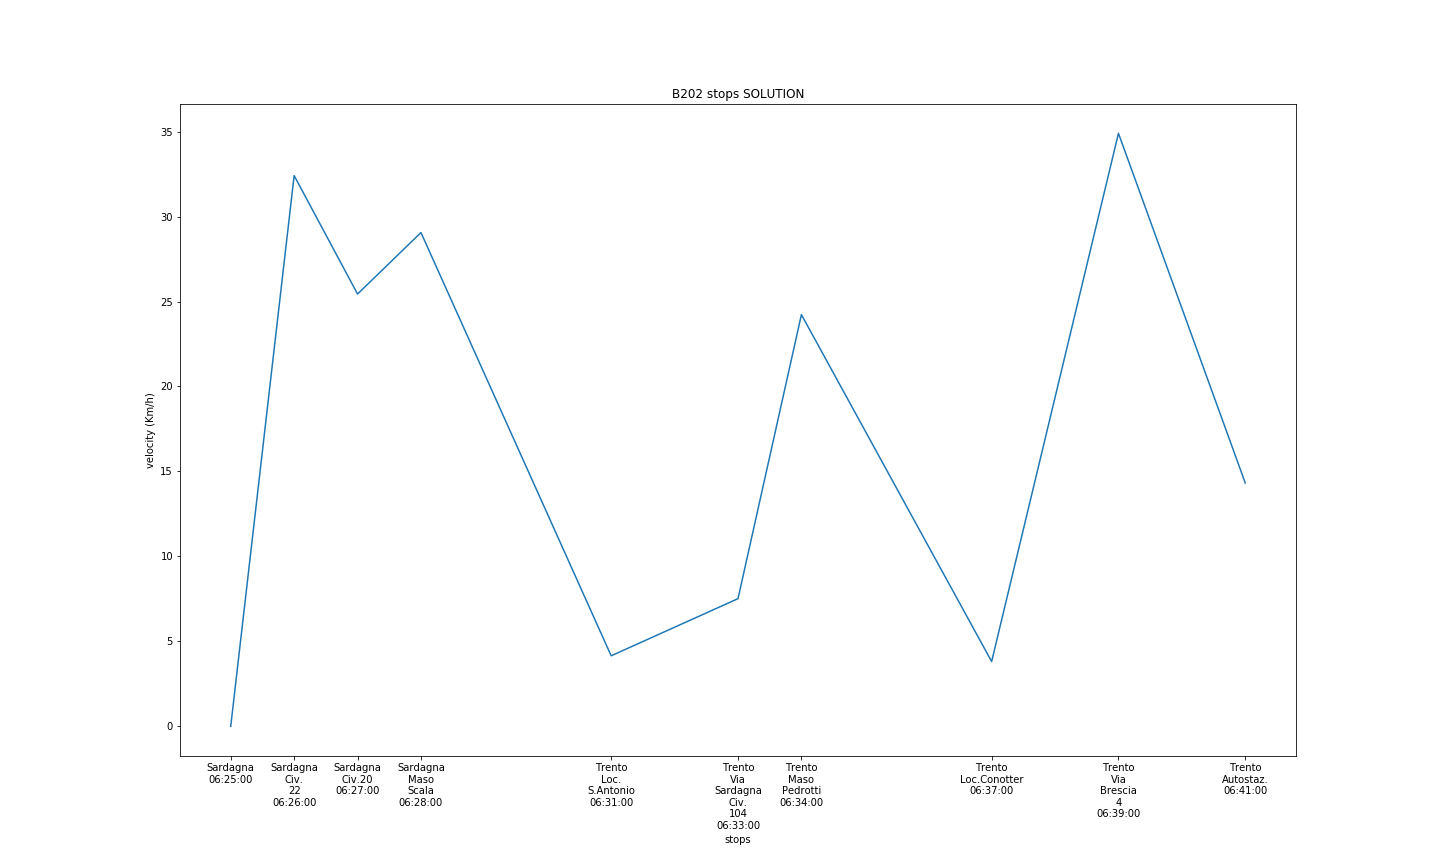 B202 stops SOLUTION
35
30
25
20
15
10
5
0
velocity (Km/h)
Sardagna
06:25:00
Sardagna
Civ.
22
06:26:00
Sardagna
Civ.20
06:27:00
Sardagna
Maso
Scala
06:28:00
Trento
Loc.
S.Antonio
06:31:00
Trento
Via
Sardagna
Civ.
104
06:33:00
Trento
Maso
Pedrotti
06:34:00
Trento
Loc.Conotter
06:37:00
Trento
Via
Brescia
4
06:39:00
Trento
Autostaz.
06:41:00
stops